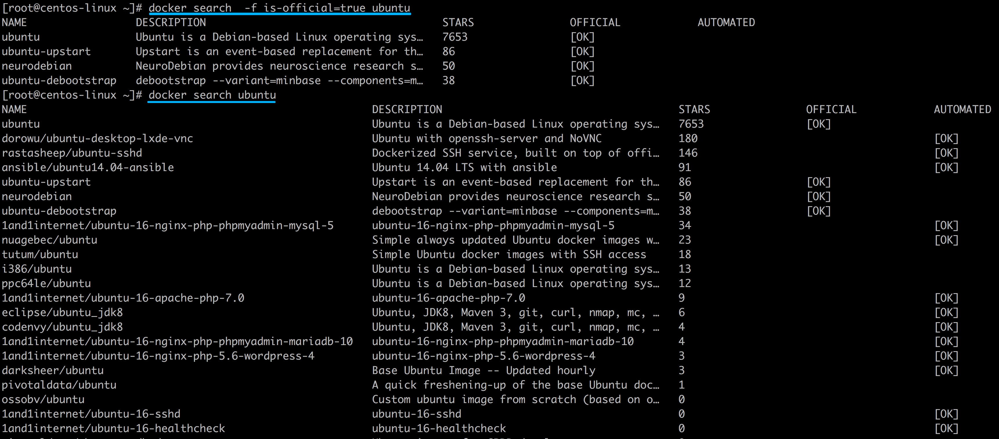 [root@centos-linux ~]# docker search  -f is-official=true ubuntu
NAME DESCRIPTION STARS OFFICIAL AUTOMATED
ubuntu Ubuntu is a Debian-based Linux operating sys… 7653 [OK]
ubuntu-upstart Upstart is an event-based replacement for th… 86 [OK]
neurodebian NeuroDebian provides neuroscience research s… 50 [OK]
ubuntu-debootstrap debootstrap --variant=minbase --components=m… 38 [OK]
[root@centos-linux ~]# docker search ubuntu
NAME DESCRIPTION STARS OFFICIAL AUTOMATED
ubuntu Ubuntu is a Debian-based Linux operating sys… 7653 [OK]
dorowu/ubuntu-desktop-lxde-vnc Ubuntu with openssh-server and NoVNC 180 [OK]
rastasheep/ubuntu-sshd Dockerized SSH service, built on top of offi… 146 [OK]
ansible/ubuntu14.04-ansible Ubuntu 14.04 LTS with ansible 91 [OK]
ubuntu-upstart Upstart is an event-based replacement for th… 86 [OK]
neurodebian NeuroDebian provides neuroscience research s… 50 [OK]
ubuntu-debootstrap debootstrap --variant=minbase --components=m… 38 [OK]
1and1internet/ubuntu-16-nginx-php-phpmyadmin-mysql-5 ubuntu-16-nginx-php-phpmyadmin-mysql-5 34 [OK]
nuagebec/ubuntu Simple always updated Ubuntu docker images w… 23 [OK]
tutum/ubuntu Simple Ubuntu docker images with SSH access 18
i386/ubuntu Ubuntu is a Debian-based Linux operating sys… 13
ppc64le/ubuntu Ubuntu is a Debian-based Linux operating sys… 12
1and1internet/ubuntu-16-apache-php-7.0 ubuntu-16-apache-php-7.0 9 [OK]
eclipse/ubuntu_jdk8 Ubuntu, JDK8, Maven 3, git, curl, nmap, mc, … 6 [OK]
codenvy/ubuntu_jdk8 Ubuntu, JDK8, Maven 3, git, curl, nmap, mc, … 4 [OK]
1and1internet/ubuntu-16-nginx-php-phpmyadmin-mariadb-10 ubuntu-16-nginx-php-phpmyadmin-mariadb-10 4 [OK]
1and1internet/ubuntu-16-nginx-php-5.6-wordpress-4 ubuntu-16-nginx-php-5.6-wordpress-4 3 [OK]
darksheer/ubuntu Base Ubuntu Image -- Updated hourly 3 [OK]
pivotaldata/ubuntu A quick freshening-up of the base Ubuntu doc… 1
ossobv/ubuntu Custom ubuntu image from scratch (based on o… 0
1and1internet/ubuntu-16-sshd ubuntu-16-sshd 0 [OK]
1and1internet/ubuntu-16-healthcheck ubuntu-16-healthcheck 0 [OK]